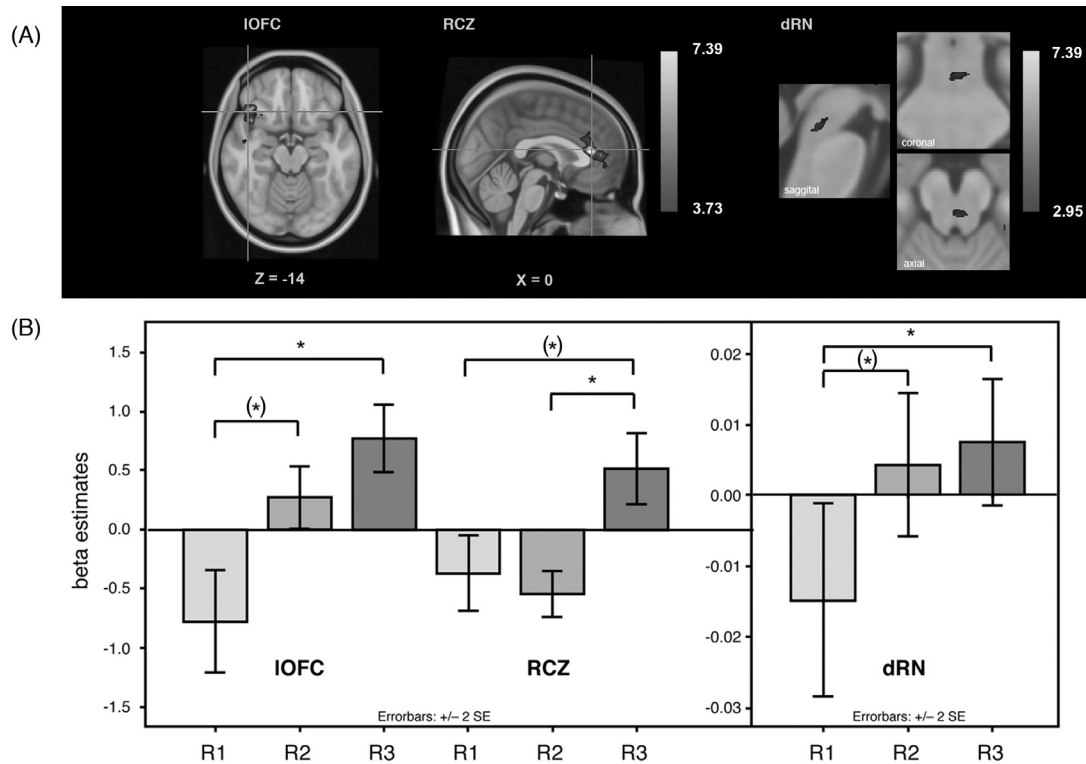 (A)
lOFC RCZ dRN
7.39 7.39
coronal
saggital
3.73 2.95
axial
Z = -14 X = 0
(B)
beta estimates
1.5
1.0
0.5
0.0
-0.5
-1.0
-1.5
* (*) (*) *
lOFC RCZ
Errorbars: +/− 2 SE
R1 R2 R3 R1 R2 R3
0.02
0.01
0.00
-0.01
-0.02
-0.03
* (*)
dRN
Errorbars: +/− 2 SE
R1 R2 R3